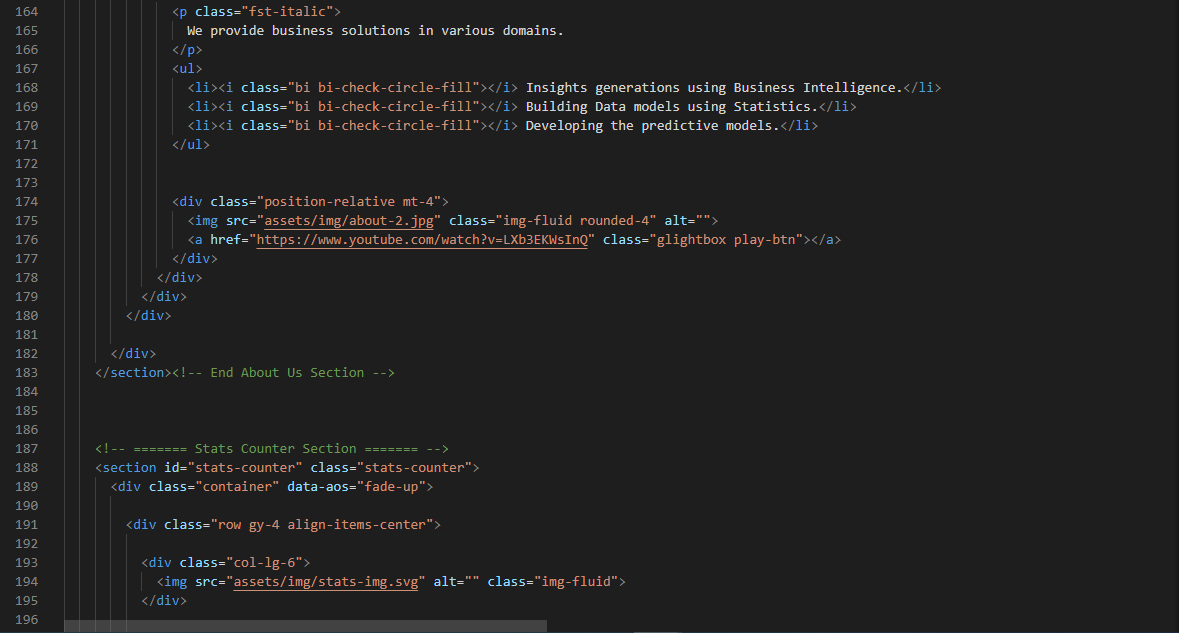 164 <p class="fst-italic">
165 We provide business solutions in various domains.
166 </p>
167 <ul>
168 <li><i class="bi bi-check-circle-fill"></i> Insights generations using Business Intelligence.</li>
169 <li><i class="bi bi-check-circle-fill"></i> Building Data models using Statistics.</li>
170 <li><i class="bi bi-check-circle-fill"></i> Developing the predictive models.</li>
171 </ul>
172
173
174 <div class="position-relative mt-4">
175 <img src="assets/img/about-2.jpg" class="img-fluid rounded-4" alt="">
176 <a href="https://www.youtube.com/watch?v=LXb3EKWsInQ" class="glightbox play-btn"></a>
177 </div>
178 </div>
179 </div>
180 </div>
181
182 </div>
183 </section><!-- End About Us Section -->
184
185
186
187 <!-- ======= Stats Counter Section ======= -->
188 <section id="stats-counter" class="stats-counter">
189 <div class="container" data-aos="fade-up">
190
191 <div class="row gy-4 align-items-center">
192
193 <div class="col-lg-6">
194 <img src="assets/img/stats-img.svg" alt="" class="img-fluid">
195 </div>
196